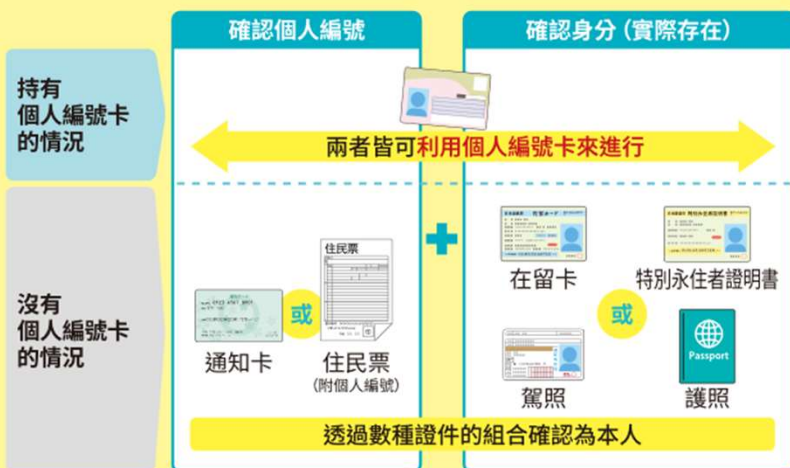 確認個人編號
確認身分(實際存在)
持有
個人編號卡
的情況
兩者皆可利用個人編號卡來進行
沒有
個人編號卡
的情況
住民票
或
通知卡
住民票
(附個人編號)
在留卡
特別永住者證明書
或
Passport
駕照
護照
透過數種證件的組合確認為本人